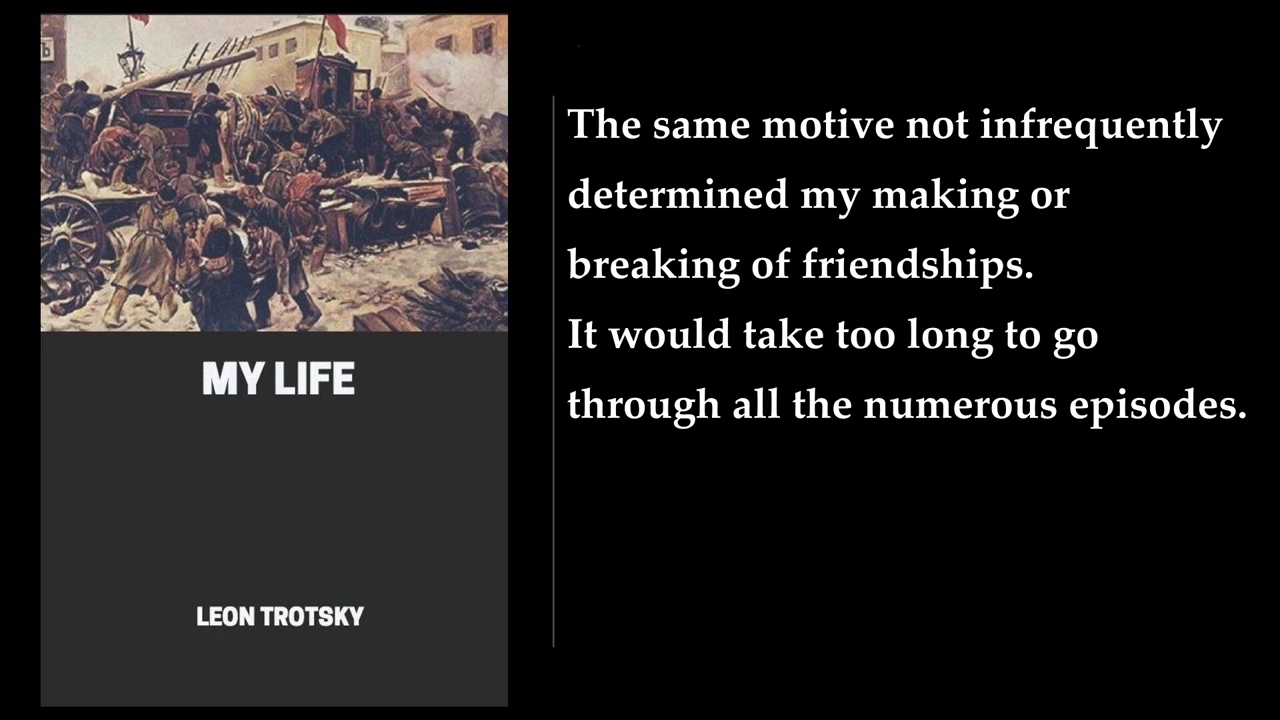 MY LIFE
LEON TROTSKY
The same motive not infrequently
determined my making or
breaking of friendships.
It would take too long to go
through all the numerous episodes.